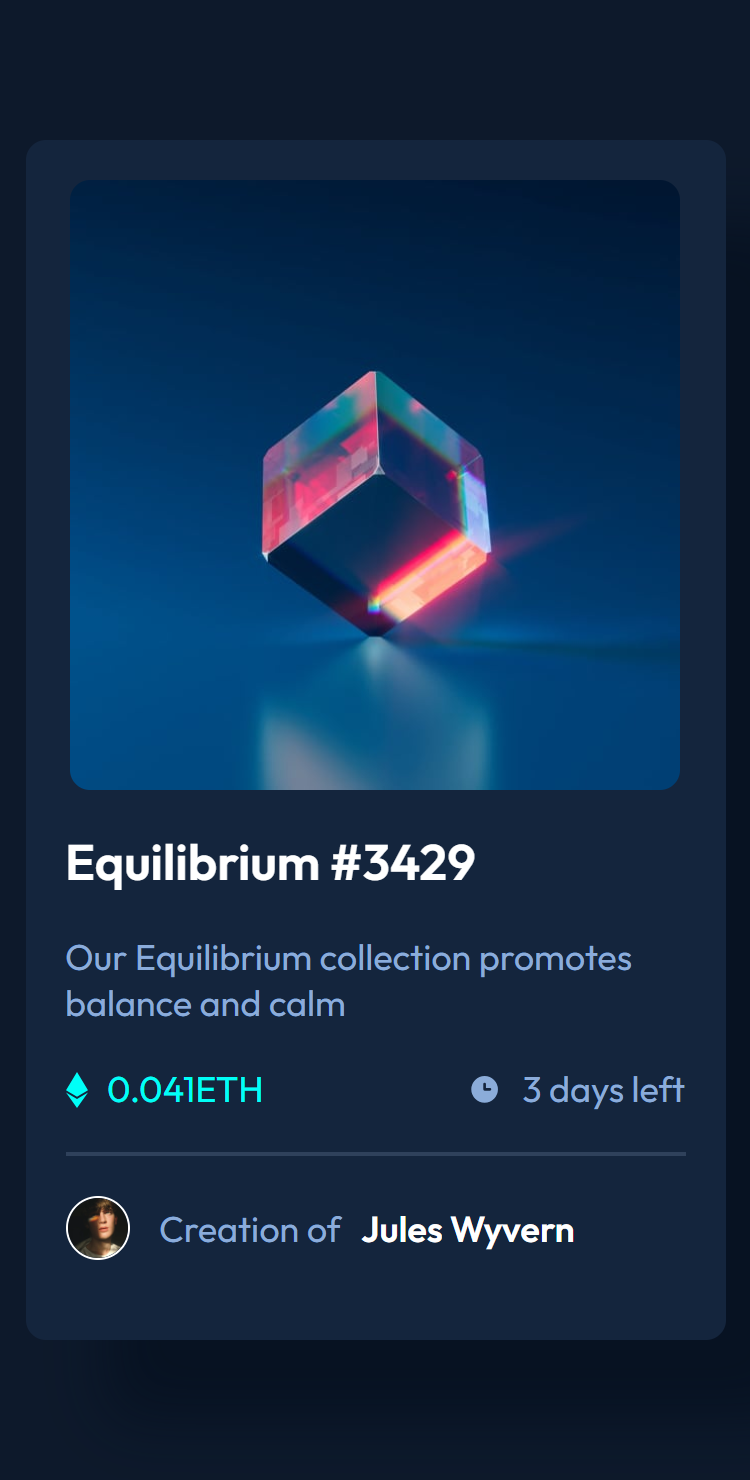 Equilibrium #3429
Our Equilibrium collection promotes
balance and calm
0.041ETH 3 days left
Creation of Jules Wyvern